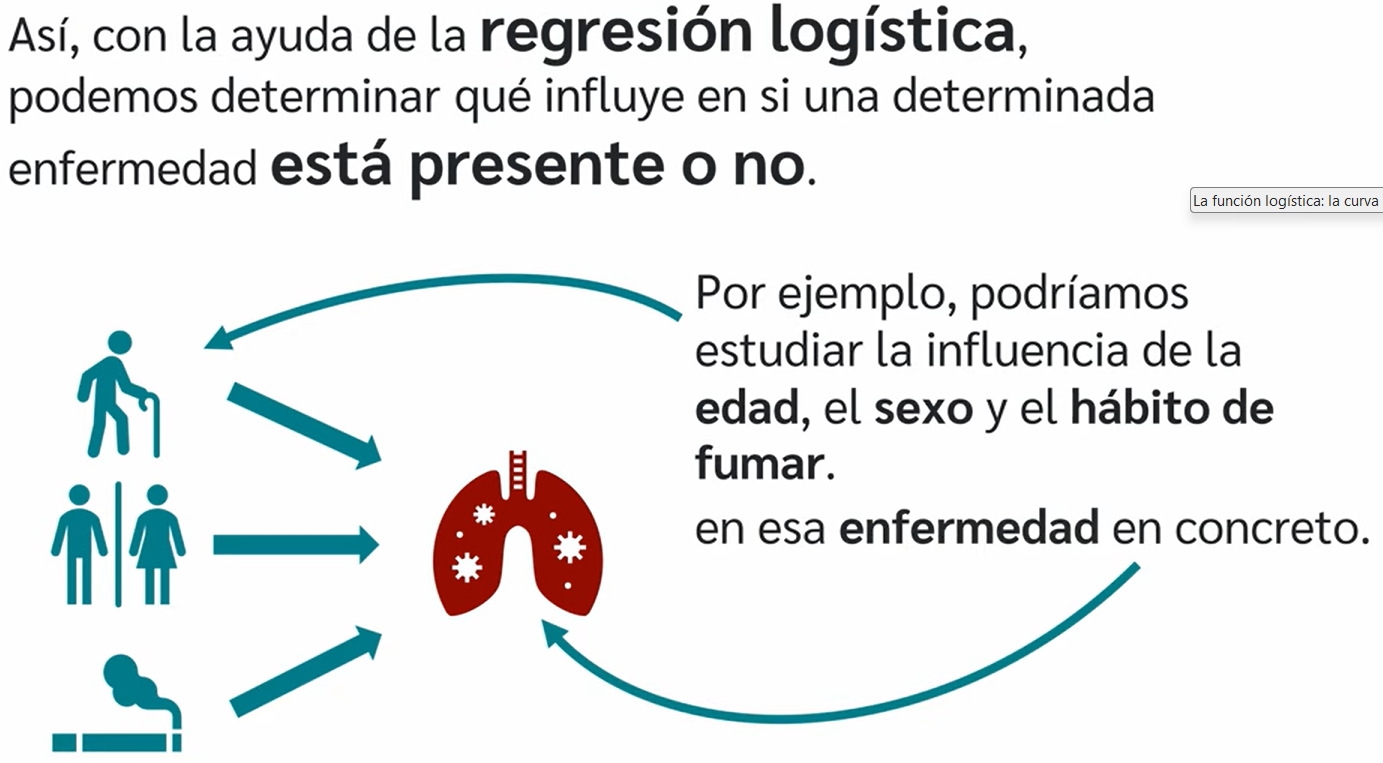 Así, con la ayuda de la regresión logística,
podemos determinar qué influye en si una determinada
enfermedad está presente o no.
La función logística: la curva
Por ejemplo, podríamos
estudiar la influencia de la
edad, el sexo y el hábito de
fumar.
en esa enfermedad en concreto.